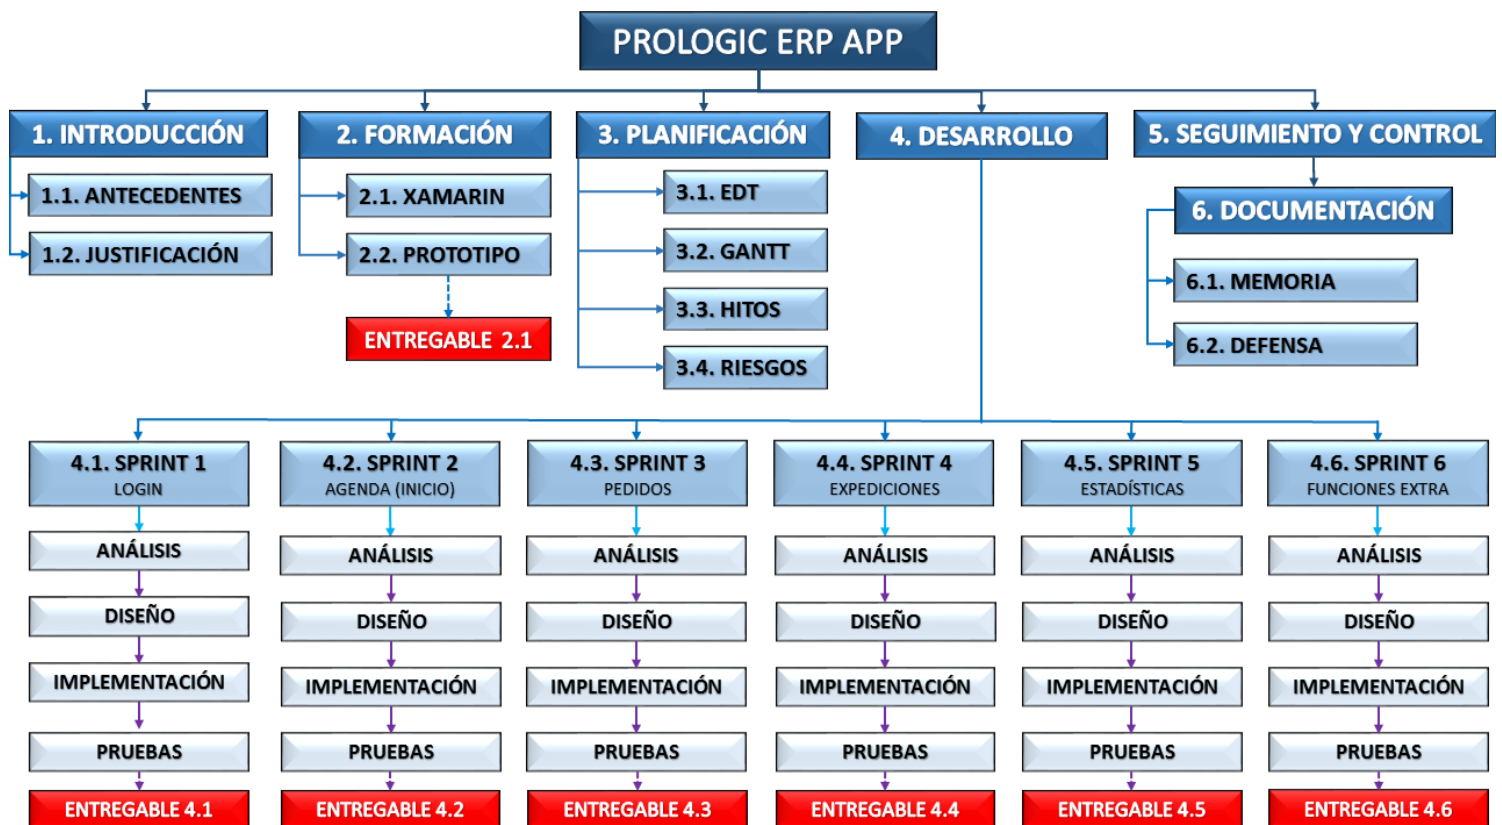 PROLOGIC ERP APP
1. INTRODUCCIÓN
1.1. ANTECEDENTES
1.2. JUSTIFICACIÓN
2. FORMACIÓN
2.1. XAMARIN
2.2. PROTOTIPO
ENTREGABLE 2.1
3. PLANIFICACIÓN
3.1. EDT
3.2. GANTT
3.3. HITOS
3.4. RIESGOS
4. DESARROLLO
5. SEGUIMIENTO Y CONTROL
6. DOCUMENTACIÓN
6.1. MEMORIA
6.2. DEFENSA
4.1. SPRINT 1
LOGIN
ANÁLISIS
DISEÑO
IMPLEMENTACIÓN
PRUEBAS
ENTREGABLE 4.1
4.2. SPRINT 2
AGENDA (INICIO)
ANÁLISIS
DISEÑO
IMPLEMENTACIÓN
PRUEBAS
ENTREGABLE 4.2
4.3. SPRINT 3
PEDIDOS
ANÁLISIS
DISEÑO
IMPLEMENTACIÓN
PRUEBAS
ENTREGABLE 4.3
4.4. SPRINT 4
EXPEDICIONES
ANÁLISIS
DISEÑO
IMPLEMENTACIÓN
PRUEBAS
ENTREGABLE 4.4
4.5. SPRINT 5
ESTADÍSTICAS
ANÁLISIS
DISEÑO
IMPLEMENTACIÓN
PRUEBAS
ENTREGABLE 4.5
4.6. SPRINT 6
FUNCIONES EXTRA
ANÁLISIS
DISEÑO
IMPLEMENTACIÓN
PRUEBAS
ENTREGABLE 4.6